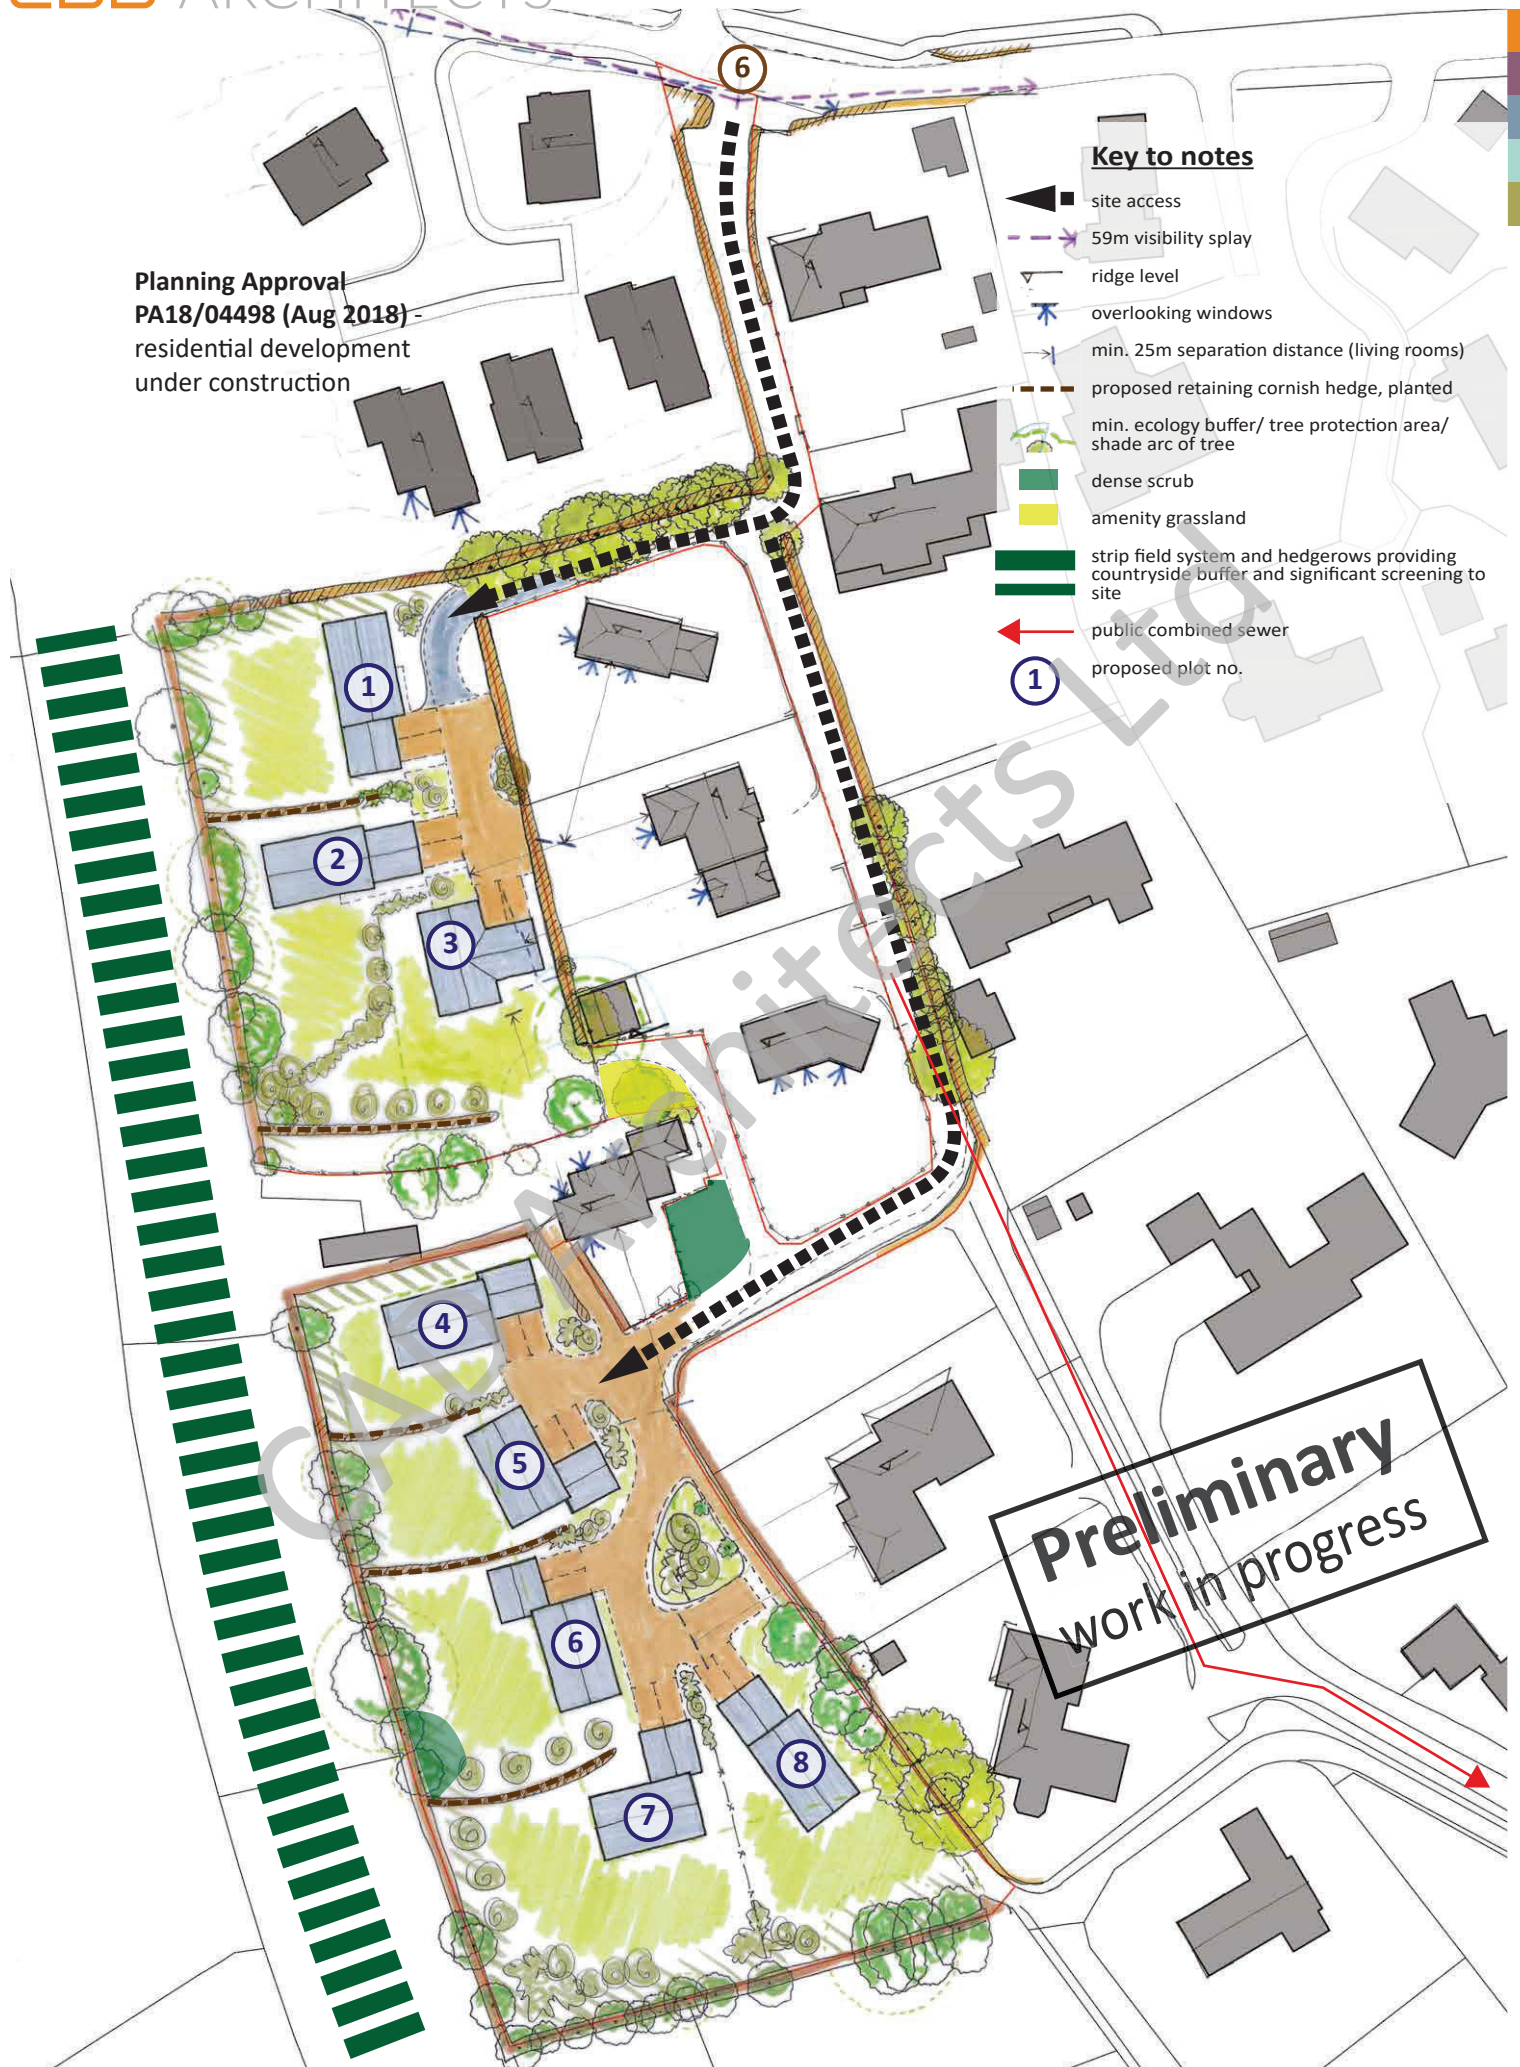 ARCHITECTS
6
Planning Approval
PA18/04498 (Aug 2018) -
residential development
under construction
Key to notes
site access
59m visibility splay
ridge level
overlooking windows
min. 25m separation distance (living rooms)
proposed retaining cornish hedge, planted
min. ecology buffer/ tree protection area/
shade arc of tree
dense scrub
amenity grassland
strip field system and hedgerows providing
countryside buffer and significant screening to
site
public combined sewer
1
proposed plot no.
1
2
3
4
5
6
7
8
CAD Architects Ltd
Preliminary
work in progress